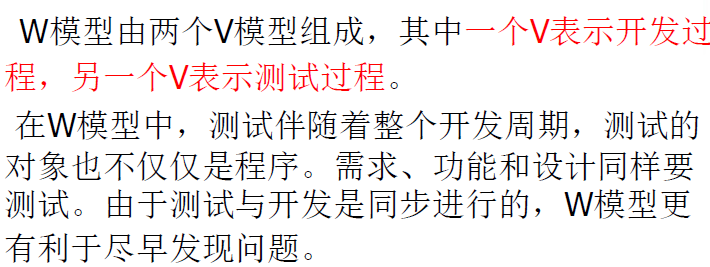 W模型由两个V模型组成，其中一个V表示开发过
程，另一个V表示测试过程。
在W模型中，测试伴随着整个开发周期，测试的
对象也不仅仅是程序。需求、功能和设计同样要
测试。由于测试与开发是同步进行的，W模型更
有利于尽早发现问题。